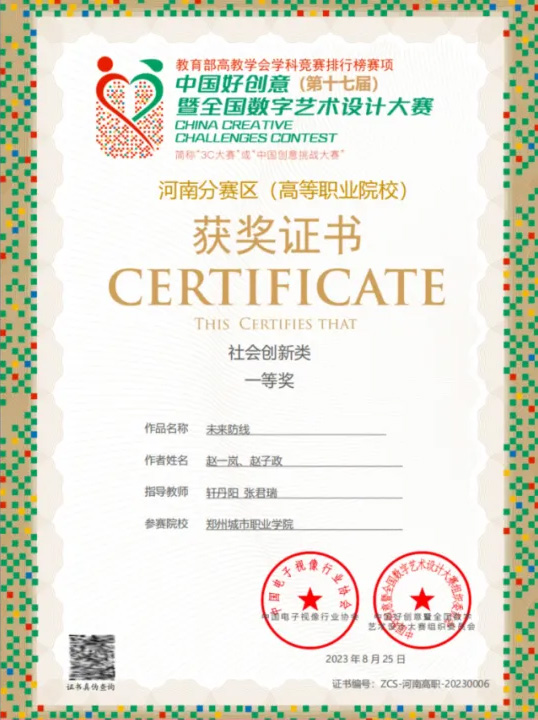 教育部高教学会学科竞赛排行榜赛项
中国好创意（第十七届）
暨全国数字艺术设计大赛
CHINA CREATIVE
CHALLENGES CONTEST
简称"3C大赛"或"中国创意挑战大赛"
河南分赛区（高等职业院校）
获奖证书
CERTIFICATE
THIS CERTIFIES THAT
社会创新类
一等奖
作品名称 未来防线
作者姓名 赵一岚、赵子政
指导教师 轩丹阳 张君瑞
参赛院校 郑州城市职业学院
中国电子视像行业协会
中国电子视像行业协会
中国好创意暨全国数字艺术设计大赛组织委员会
中国好创意暨全国数字
艺术设计大赛组织委员会
2023年8月25日
证书真伪查询
证书编号：ZCS-河南高职-20230006